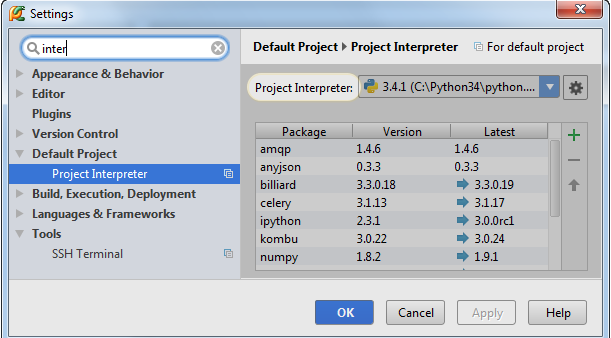 Settings
inter
Default Project Project Interpreter For default project
Appearance & Behavior
Editor
Plugins
Version Control
Default Project
Project Interpreter
Build, Execution, Deployment
Languages & Frameworks
Tools
SSH Terminal
Project Interpreter: 3.4.1 (C:\Python34\python....
Package Version Latest
amqp 1.4.6 1.4.6
anyjson 0.3.3 0.3.3
billiard 3.3.0.18 3.3.0.19
celery 3.1.13 3.1.17
ipython 2.3.1 3.0.0rc1
kombu 3.0.22 3.0.24
numpy 1.8.2 1.9.1
OK Cancel Apply Help